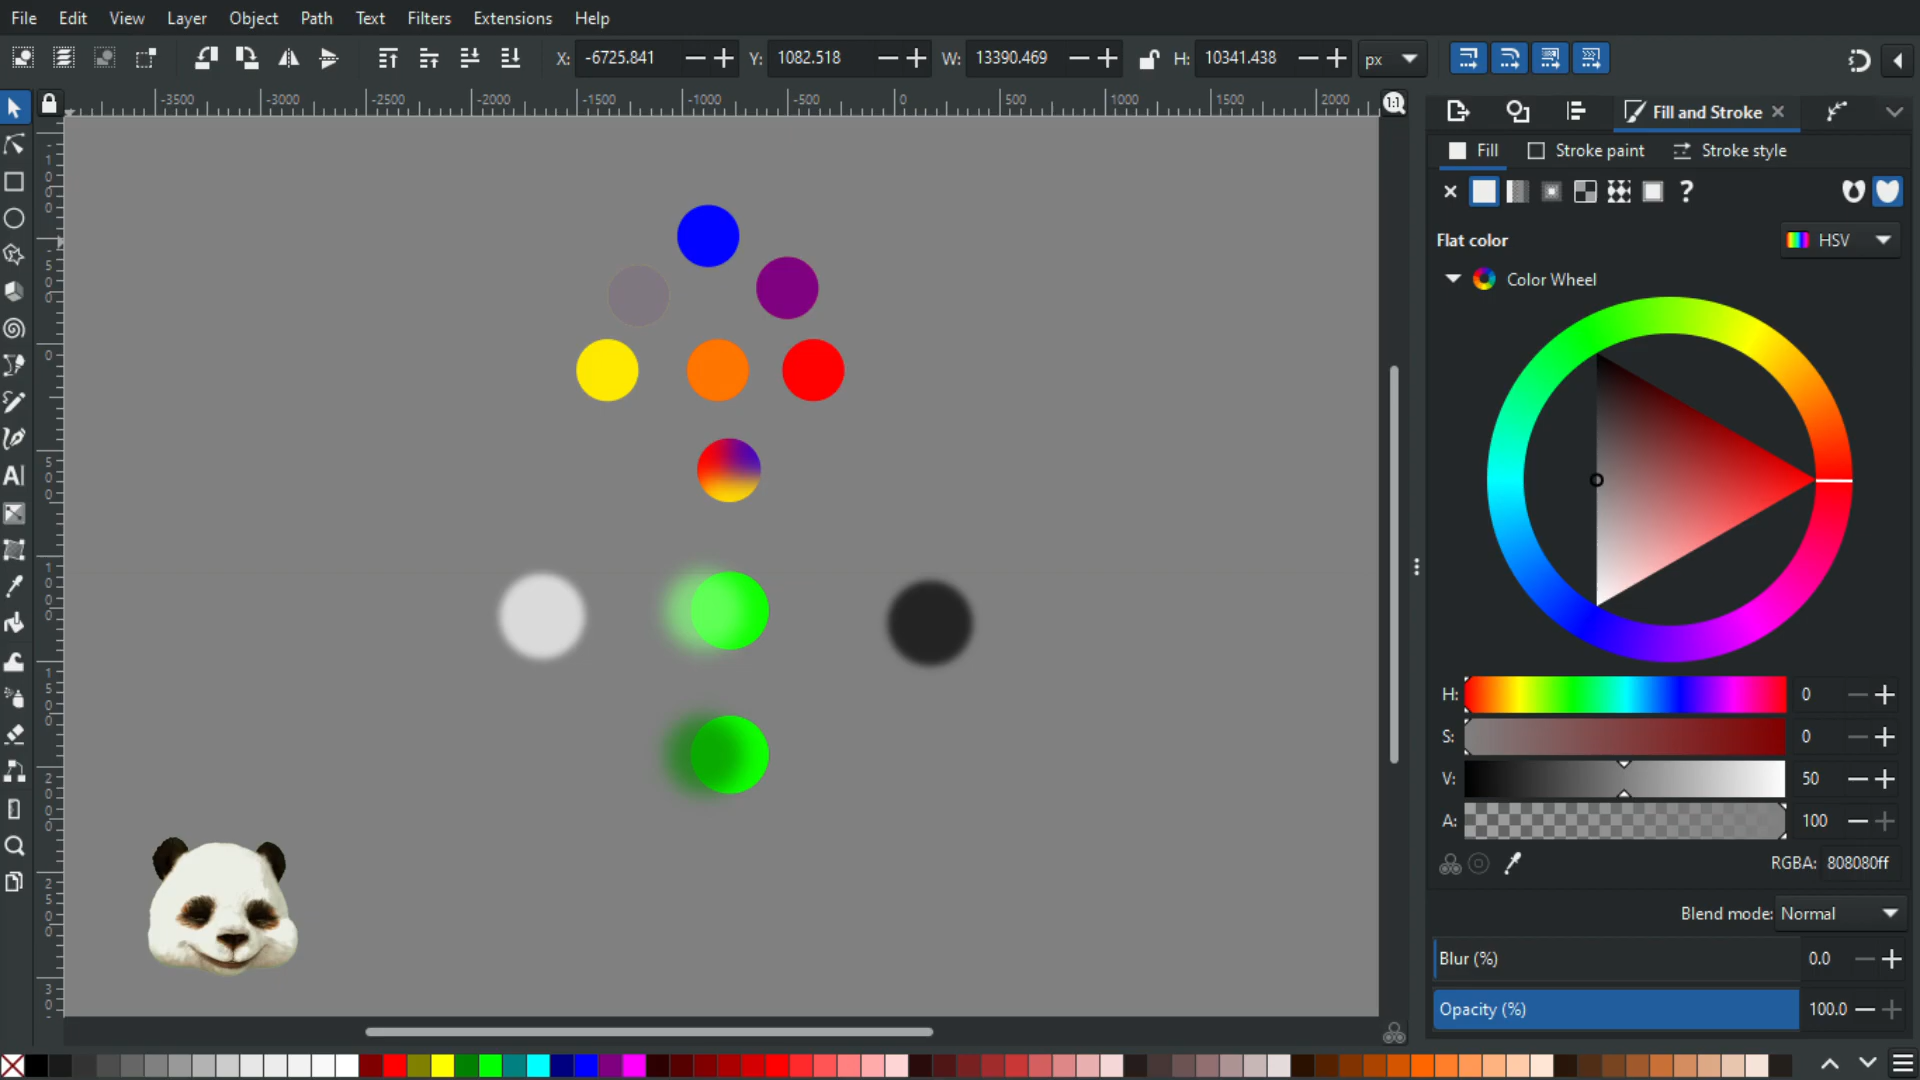 File Edit View Layer Object Path Text Filters Extensions Help
X: -6725.841 Y: 1082.518 W: 13390.469 H: 10341.438 px
-3500 -3000 -2500 -2000 -1500 -1000 -500 0 500 1000 1500 2000
1:1
Fill and Stroke
Fill Stroke paint Stroke style
?
Flat color HSV
Color Wheel
H: 0
S: 0
V: 50
A: 100
RGBA: 808080ff
Blend mode: Normal
Blur (%) 0.0
Opacity (%) 100.0